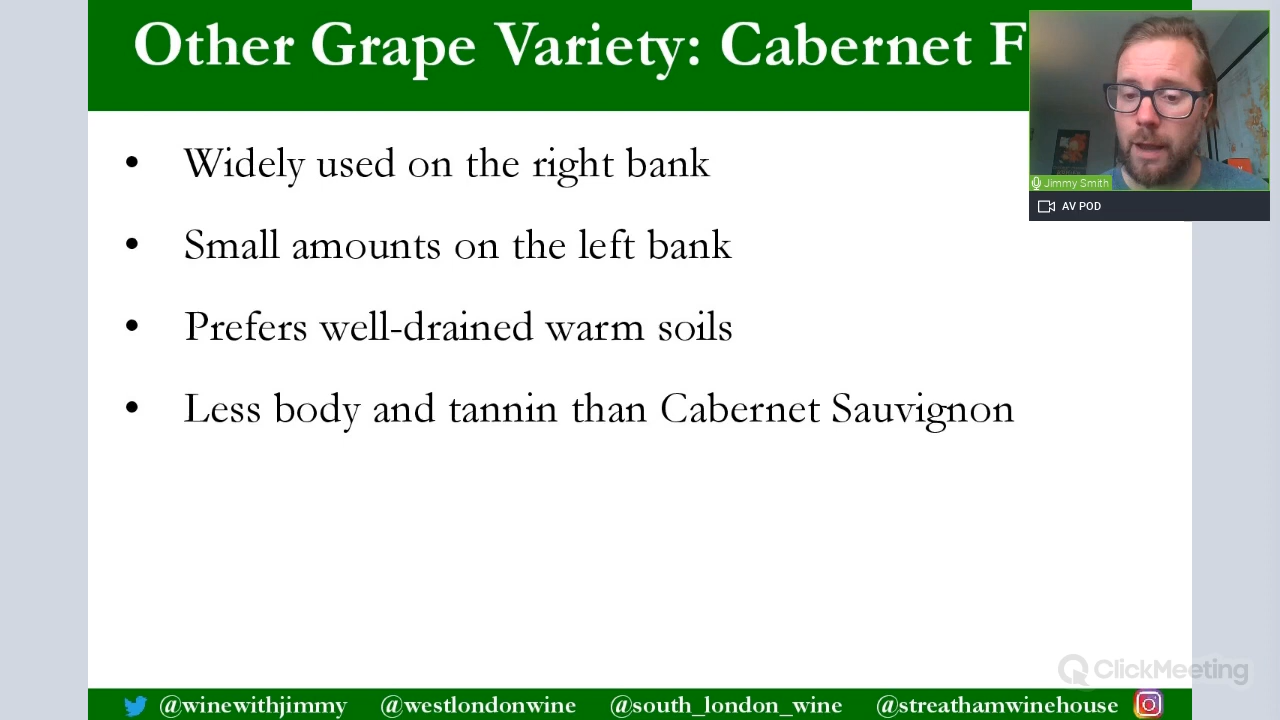 Other Grape Variety: Cabernet F
• Widely used on the right bank
• Small amounts on the left bank
• Prefers well-drained warm soils
• Less body and tannin than Cabernet Sauvignon
Jimmy Smith
AV POD
ClickMeeting
@winewithjimmy @westlondonwine @south_london_wine @streathamwinehouse